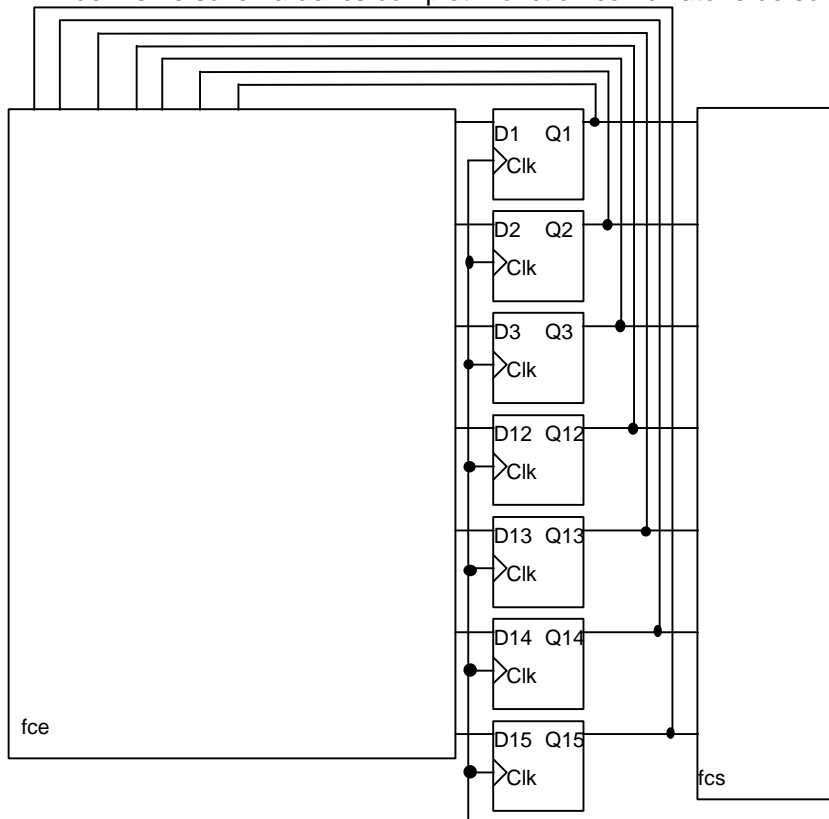 D1 Q1
Clk
D2 Q2
Clk
D3 Q3
Clk
D12 Q12
Clk
D13 Q13
Clk
D14 Q14
Clk
fce
D15 Q15
Clk
fcs